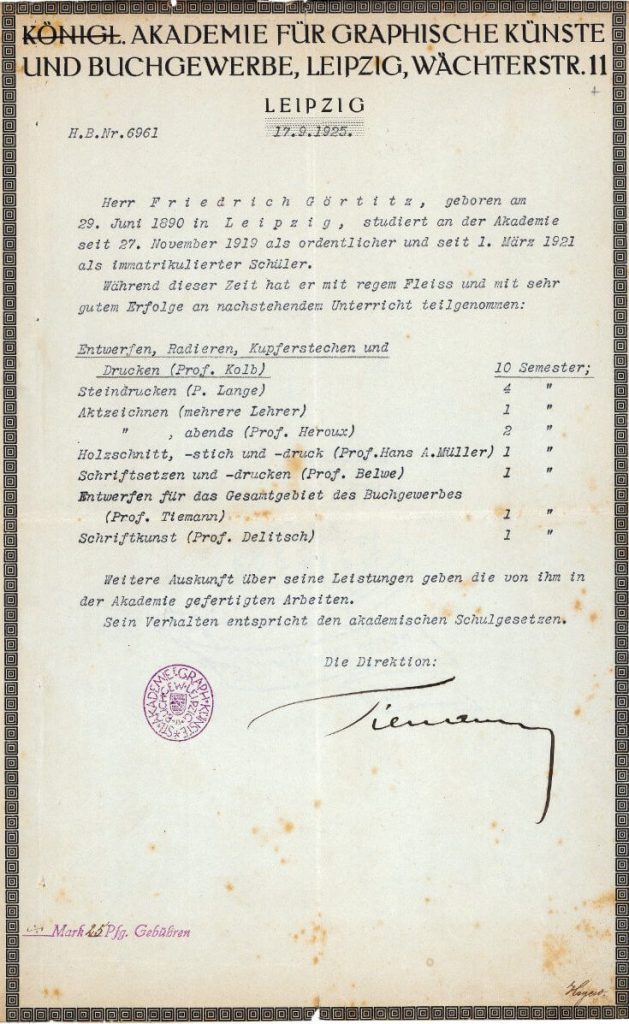 KÖNIGL. AKADEMIE FÜR GRAPHISCHE KÜNSTE
UND BUCHGEWERBE, LEIPZIG, WÄCHTERSTR. 11
LEIPZIG
H.B.Nr.6961
17.9.1925.
Herr Friedrich Görtitz, geboren am
29. Juni 1890 in Leipzig, studiert an der Akademie
seit 27. November 1919 als ordentlicher und seit 1. März 1921
als immatrikulierter Schüler.
Während dieser Zeit hat er mit regem Fleiss und mit sehr
gutem Erfolge an nachstehendem Unterricht teilgenommen:
Entwerfen, Radieren, Kupferstechen und
Drucken (Prof. Kolb) 10 Semester;
Steindrucken (P. Lange) 4 "
Aktzeichnen (mehrere Lehrer) 1 "
" , abends (Prof. Heroux) 2 "
Holzschnitt, -stich und -druck (Prof.Hans A.Müller) 1 "
Schriftsetzen und -drucken (Prof. Belwe) 1 "
Entwerfen für das Gesamtgebiet des Buchgewerbes
(Prof. Tiemann) 1 "
Schriftkunst (Prof. Delitsch) 1 "
Weitere Auskunft über seine Leistungen geben die von ihm in
der Akademie gefertigten Arbeiten.
Sein Verhalten entspricht den akademischen Schulgesetzen.
Die Direktion:
Tiemann
Mark 25 Pfg. Gebühren